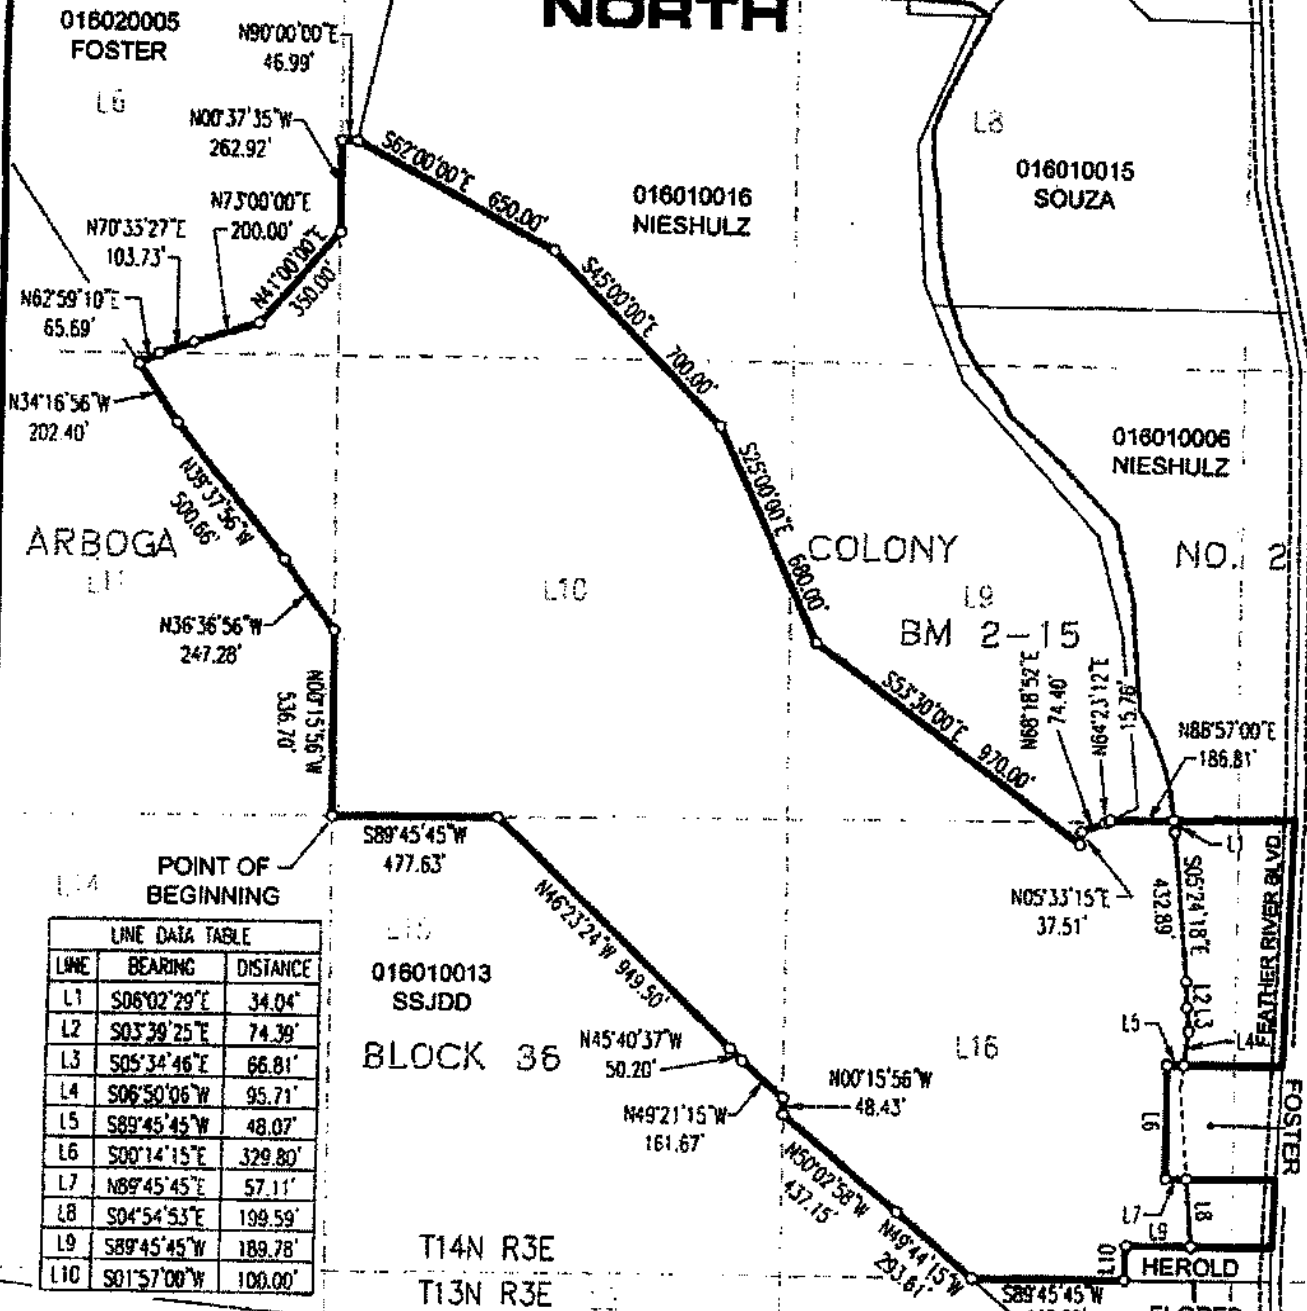 NORTH
016020005
FOSTER
L6
N90°00'00"E
46.99'
N00°37'35"W
262.92'
N73°00'00"E
200.00'
N70°33'27"E
103.73'
N62°59'10"E
65.69'
N41°00'00"E
350.00'
S62°00'00"E 650.00'
016010016
NIESHULZ
L8
016010015
SOUZA
S45°00'00"E 700.00'
N34°16'56"W
202.40'
N39°37'56"W
500.66'
S25°00'00"E 680.00'
016010006
NIESHULZ
ARBOGA
L11
COLONY
NO. 2
L10
L9
BM 2-15
N36°36'56"W
247.28'
N00°15'56"W
536.70'
S53°30'00"E 970.00'
N68°18'52"E
74.40'
N64°23'12"E
15.76'
N88°57'00"E
186.81'
S89°45'45"W
477.63'
POINT OF
BEGINNING
L14
L1
N05°33'15"E
37.51'
S05°24'18"E
432.89'
FEATHER RIVER BLVD.
N46°23'24"W 949.50'
L15
016010013
SSJDD
BLOCK 36
L2
L3
L4
L5
N45°40'37"W
50.20'
L16
N00°15'56"W
48.43'
N49°21'15"W
161.67'
L6
FOSTER
N50°02'58"W
437.15'
N49°44'15"W
293.61'
L7
L8
L9
L10
HEROLD
S89°45'45"W
T14N R3E
T13N R3E
LINE DATA TABLE
LINE BEARING DISTANCE
L1 S06°02'29"E 34.04'
L2 S03°39'25"E 74.39'
L3 S05°34'46"E 66.81'
L4 S06°50'06"W 95.71'
L5 S89°45'45"W 48.07'
L6 S00°14'15"E 329.80'
L7 N89°45'45"E 57.11'
L8 S04°54'53"E 199.59'
L9 S89°45'45"W 189.78'
L10 S01°57'00"W 100.00'